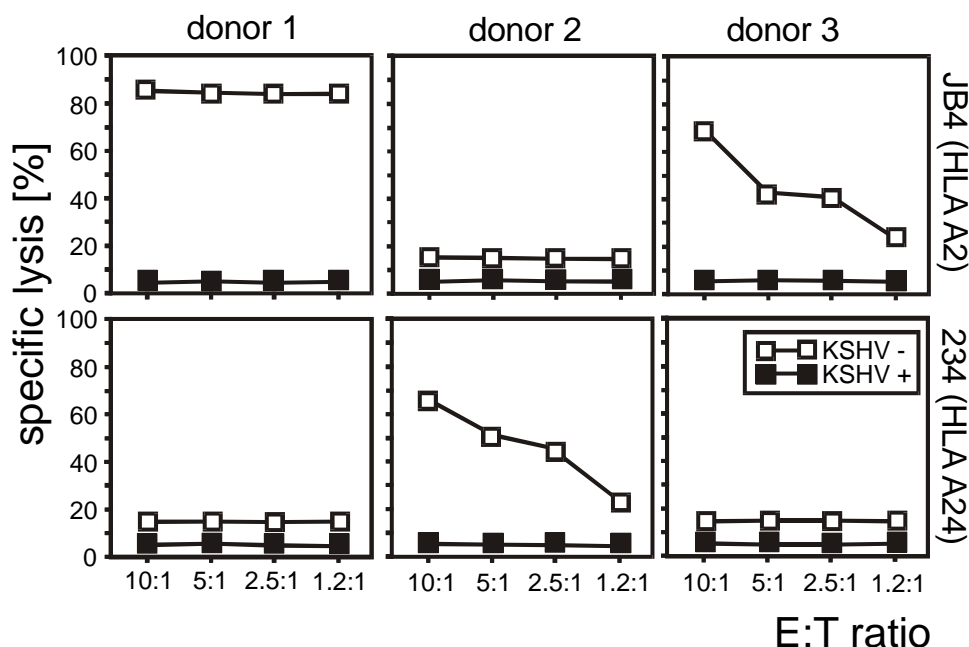 donor 1 donor 2 donor 3
100
80
60
40
20
0
JB4 (HLA A2)
specific lysis [%]
100
80
60
40
20
0
KSHV -
KSHV +
234 (HLA A24)
10:1 5:1 2.5:1 1.2:1 10:1 5:1 2.5:1 1.2:1 10:1 5:1 2.5:1 1.2:1
E:T ratio